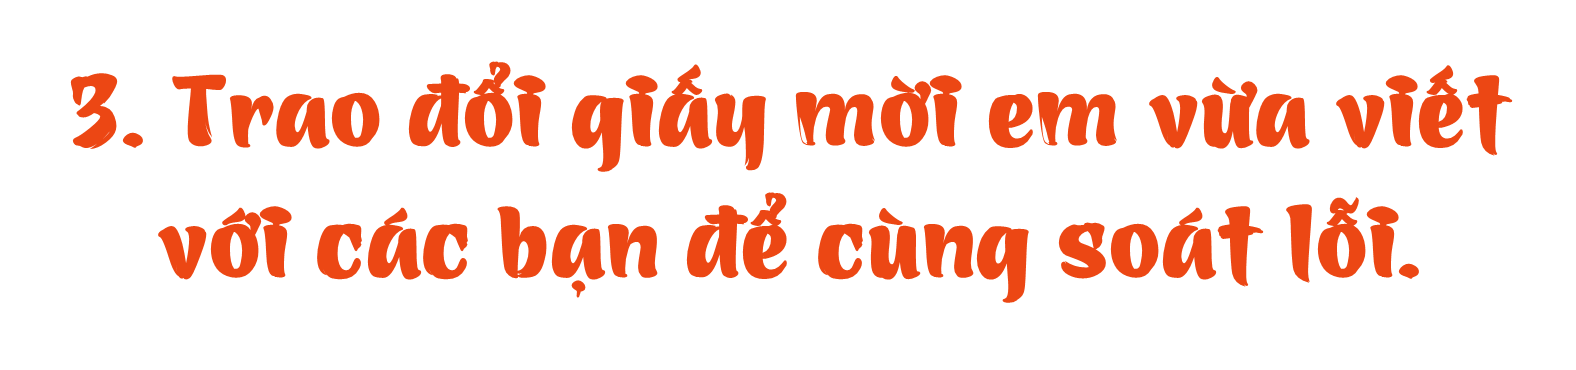 3. Trao đổi giấy mời em vừa viết
với các bạn để cùng soát lỗi.